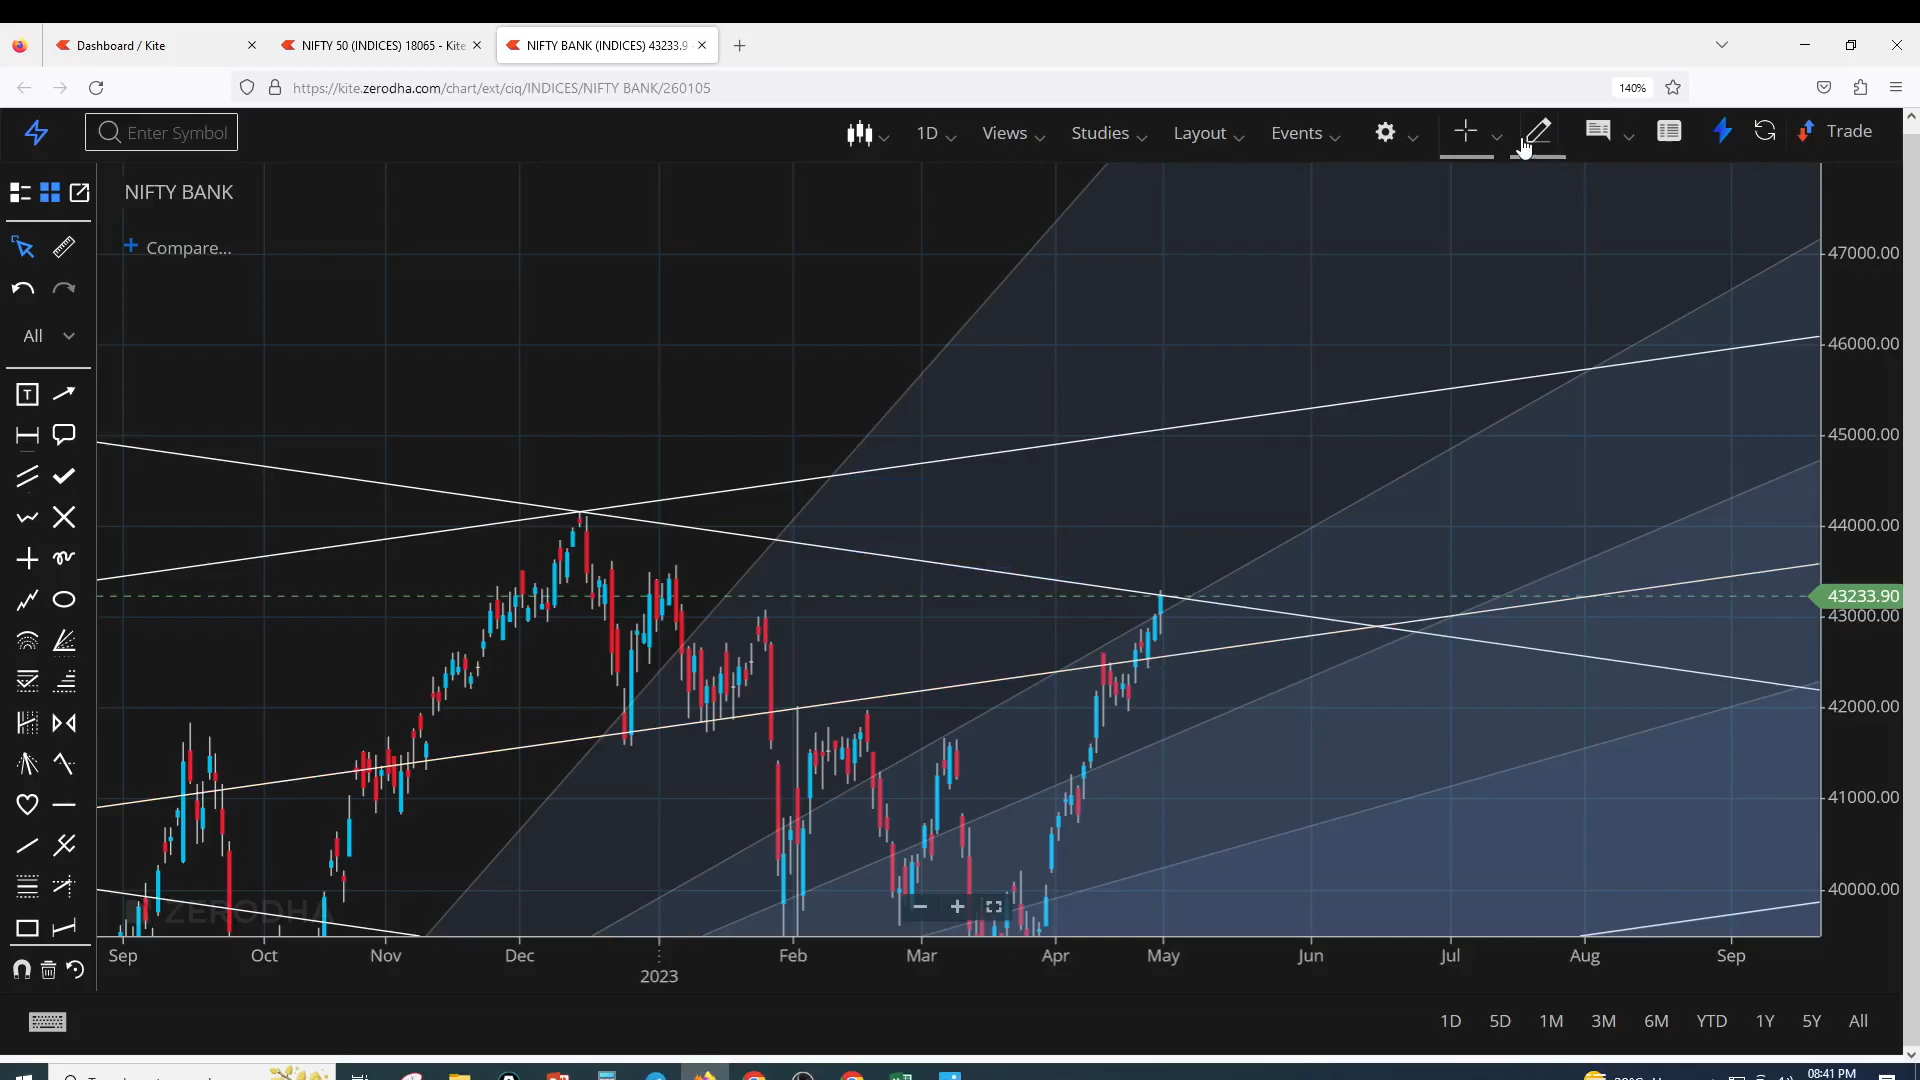 Dashboard / Kite
NIFTY 50 (INDICES) 18065 - Kite
NIFTY BANK (INDICES) 43233.9
https://kite.zerodha.com/chart/ext/ciq/INDICES/NIFTY BANK/260105
140%
Enter Symbol
1D
Views
Studies
Layout
Events
Trade
NIFTY BANK
Compare...
All
T
47000.00
46000.00
45000.00
44000.00
43233.90
43000.00
42000.00
41000.00
40000.00
ZERODHA
Sep
Oct
Nov
Dec
2023
Feb
Mar
Apr
May
Jun
Jul
Aug
Sep
1D
5D
1M
3M
6M
YTD
1Y
5Y
All
08:41 PM